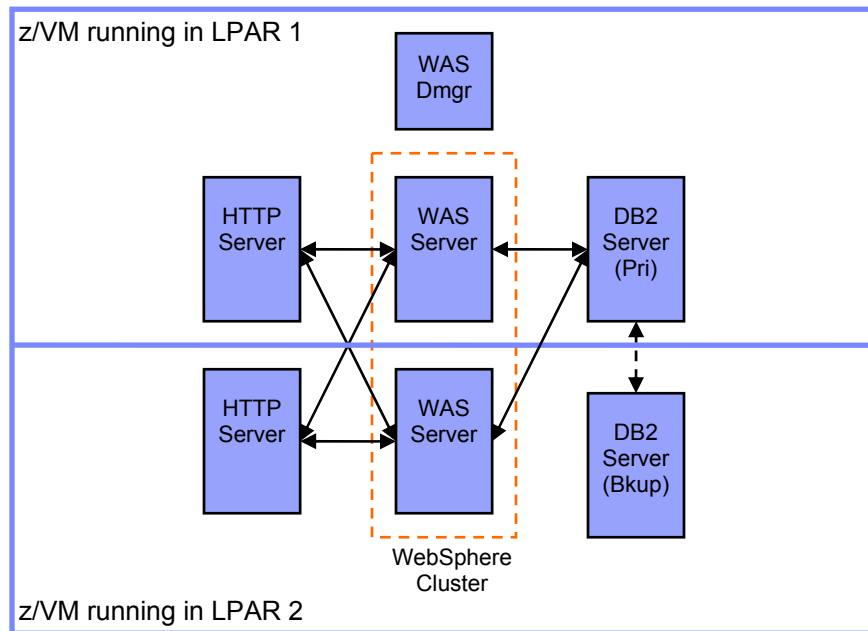 z/VM running in LPAR 1
WAS
Dmgr
HTTP
Server
WAS
Server
DB2
Server
(Pri)
HTTP
Server
WAS
Server
DB2
Server
(Bkup)
WebSphere
Cluster
z/VM running in LPAR 2